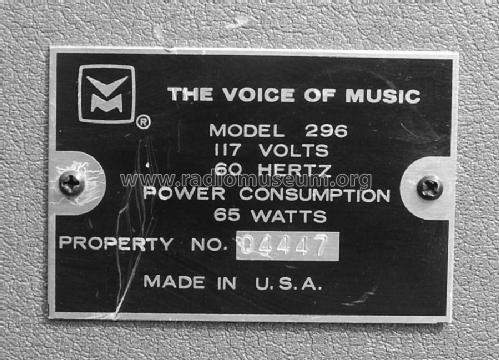 VM ®
THE VOICE OF MUSIC
MODEL 296
117 VOLTS
60 HERTZ
www.radiomuseum.org
POWER CONSUMPTION
65 WATTS
PROPERTY NO. 04447
MADE IN U.S.A.